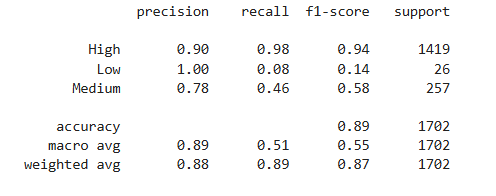 precision recall f1-score support
High 0.90 0.98 0.94 1419
Low 1.00 0.08 0.14 26
Medium 0.78 0.46 0.58 257
accuracy 0.89 1702
macro avg 0.89 0.51 0.55 1702
weighted avg 0.88 0.89 0.87 1702